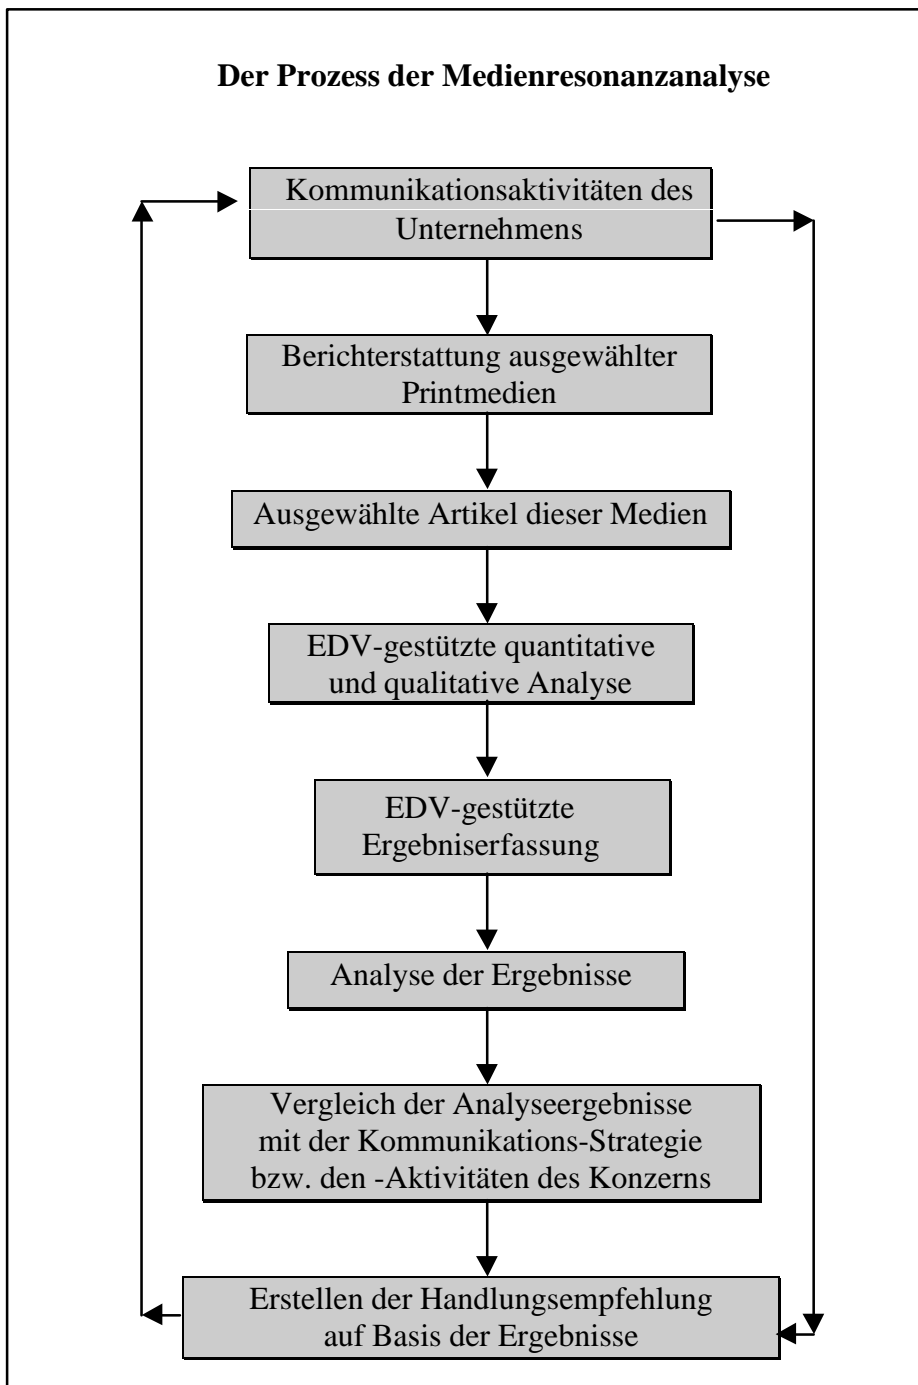 Der Prozess der Medienresonanzanalyse
Kommunikationsaktivitäten des
Unternehmens
Berichterstattung ausgewählter
Printmedien
Ausgewählte Artikel dieser Medien
EDV-gestützte quantitative
und qualitative Analyse
EDV-gestützte
Ergebniserfassung
Analyse der Ergebnisse
Vergleich der Analyseergebnisse
mit der Kommunikations-Strategie
bzw. den -Aktivitäten des Konzerns
Erstellen der Handlungsempfehlung
auf Basis der Ergebnisse